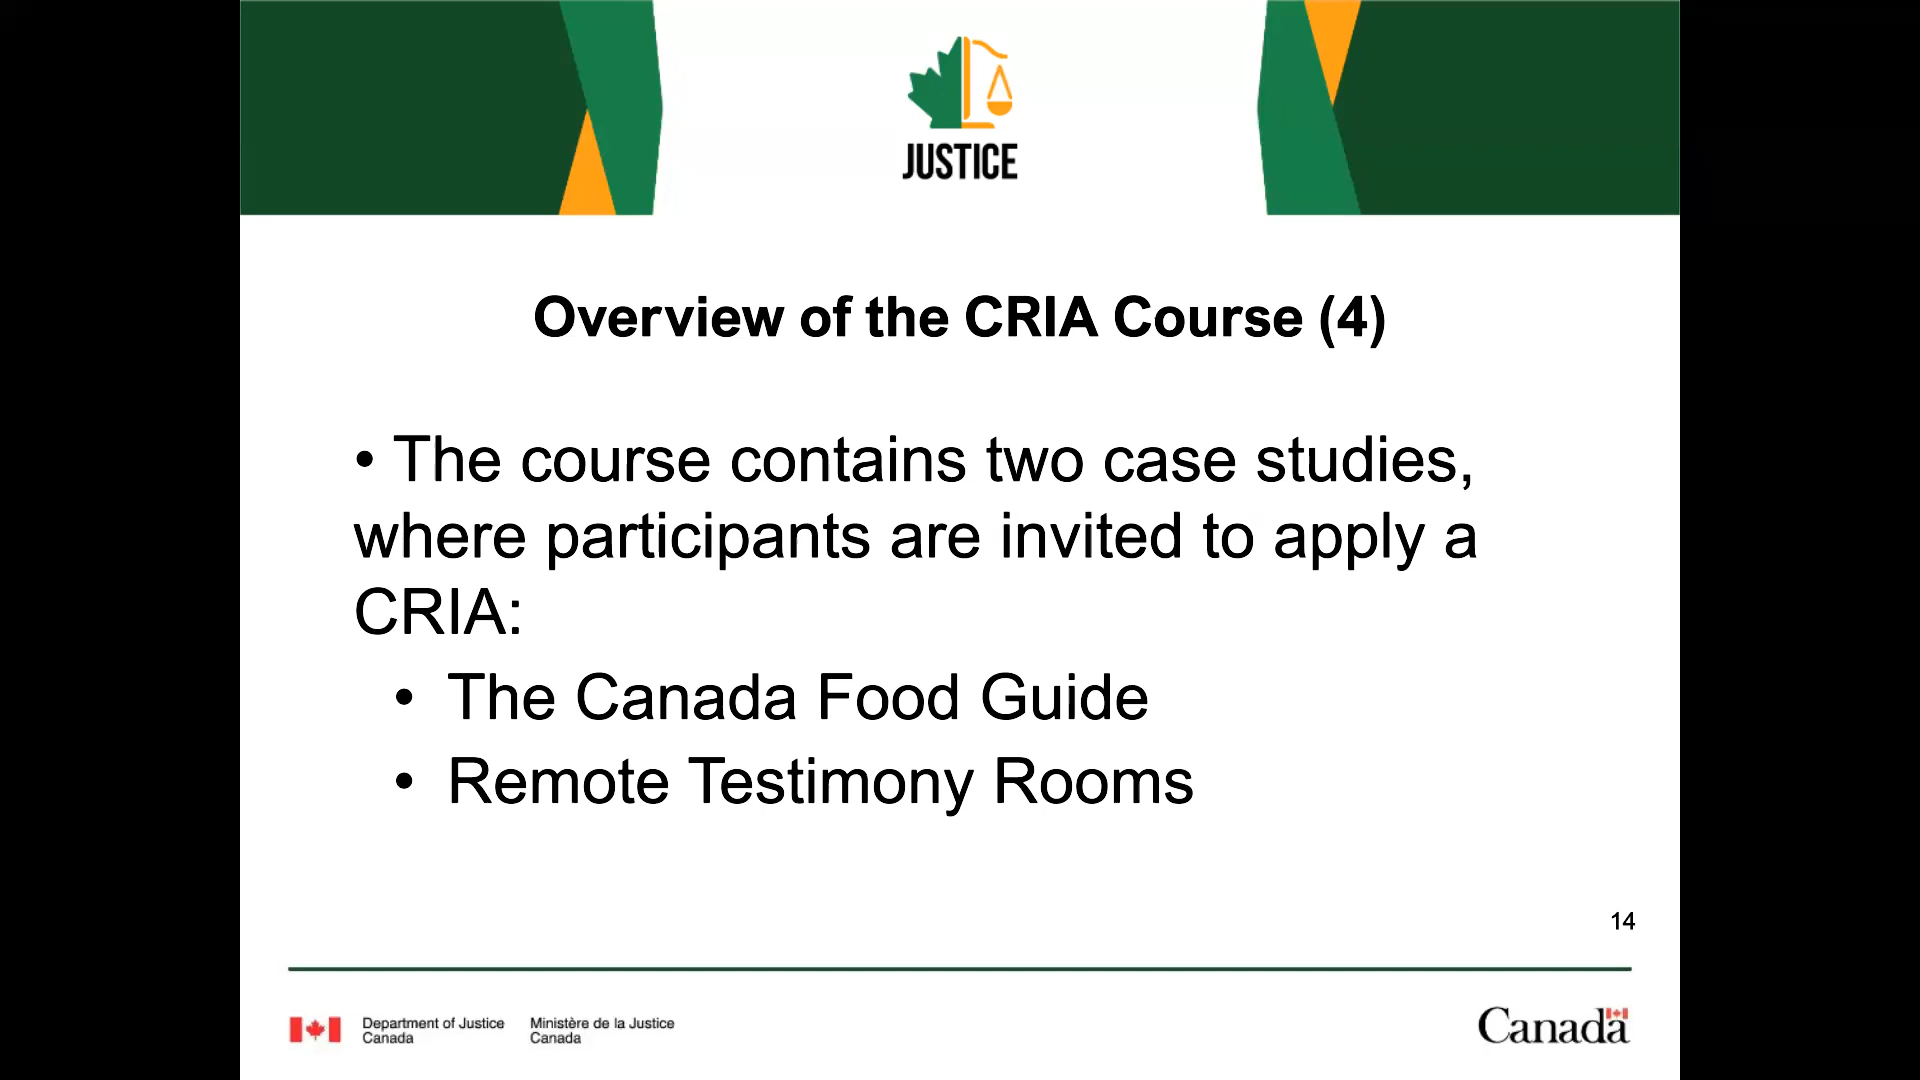 JUSTICE
Overview of the CRIA Course (4)
• The course contains two case studies,
where participants are invited to apply a
CRIA:
• The Canada Food Guide
• Remote Testimony Rooms
14
Department of Justice
Canada
Ministère de la Justice
Canada
Canada